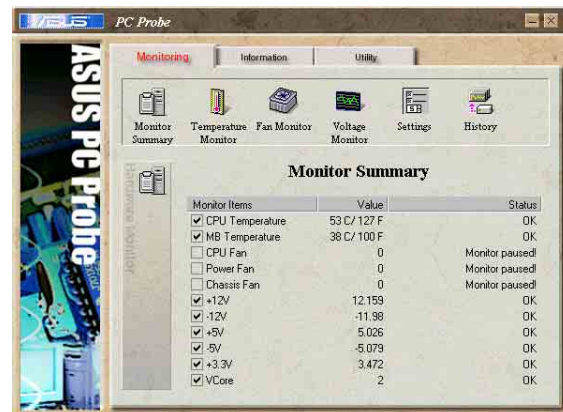 ASUS PC Probe
Monitoring Information Utility
Monitor Summary
Temperature Monitor
Fan Monitor
Voltage Monitor
Settings
History
ASUS PC Probe
Hardware Monitor
Monitor Summary
Monitor Items Value Status
CPU Temperature 53 C/ 127 F OK
MB Temperature 38 C/ 100 F OK
CPU Fan 0 Monitor paused!
Power Fan 0 Monitor paused!
Chassis Fan 0 Monitor paused!
+12V 12.159 OK
-12V -11.98 OK
+5V 5.026 OK
-5V -5.079 OK
+3.3V 3.472 OK
VCore 2 OK